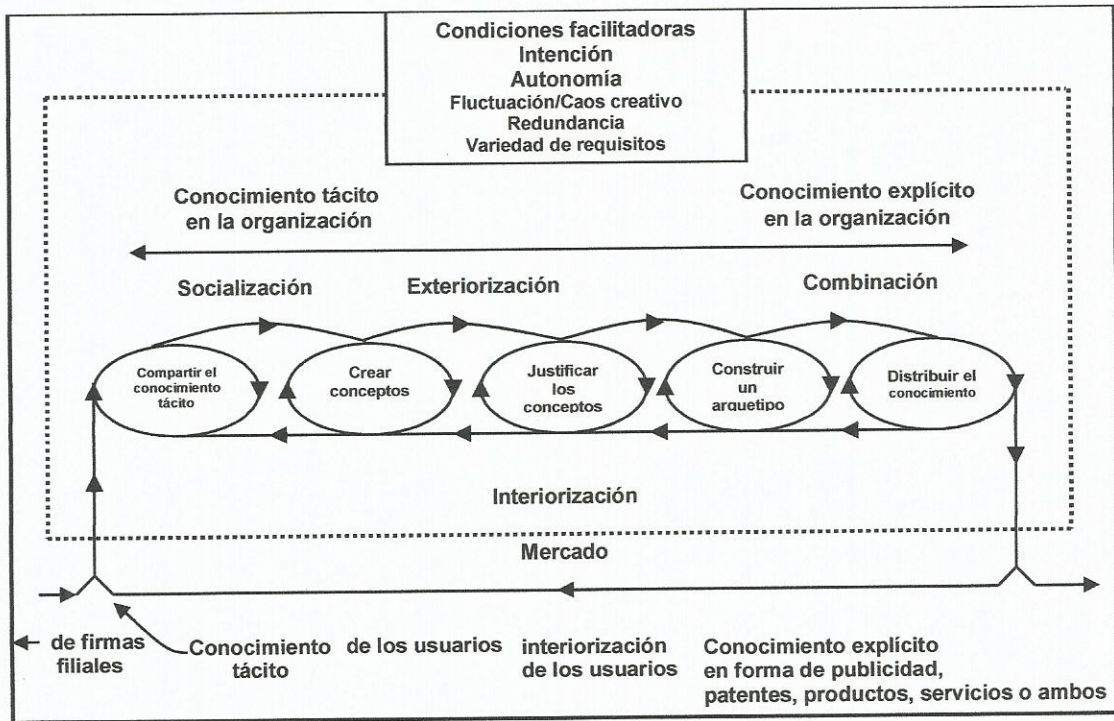 Condiciones facilitadoras
Intención
Autonomía
Fluctuación/Caos creativo
Redundancia
Variedad de requisitos
Conocimiento tácito
en la organización
Conocimiento explícito
en la organización
Socialización
Exteriorización
Combinación
Compartir el
conocimiento
tácito
Crear
conceptos
Justificar
los
conceptos
Construir
un
arquetipo
Distribuir el
conocimiento
Interiorización
Mercado
de firmas
filiales
Conocimiento
tácito
de los usuarios
interiorización
de los usuarios
Conocimiento explícito
en forma de publicidad,
patentes, productos, servicios o ambos